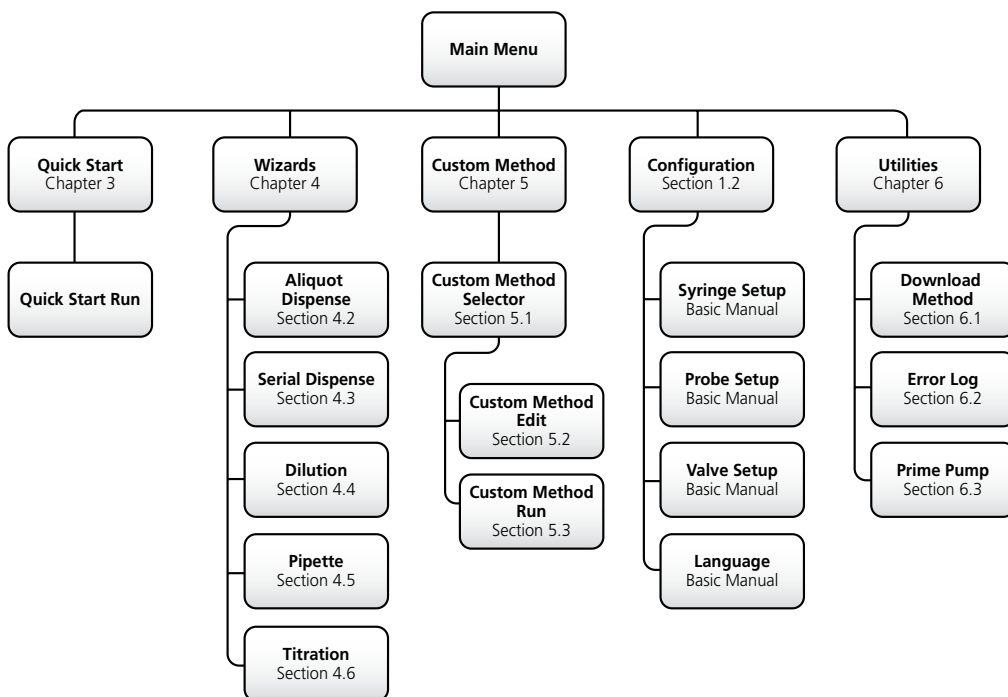 Main Menu
Quick Start
Chapter 3
Wizards
Chapter 4
Custom Method
Chapter 5
Configuration
Section 1.2
Utilities
Chapter 6
Quick Start Run
Aliquot
Dispense
Section 4.2
Serial Dispense
Section 4.3
Dilution
Section 4.4
Pipette
Section 4.5
Titration
Section 4.6
Custom Method
Selector
Section 5.1
Custom Method
Edit
Section 5.2
Custom Method
Run
Section 5.3
Syringe Setup
Basic Manual
Probe Setup
Basic Manual
Valve Setup
Basic Manual
Language
Basic Manual
Download
Method
Section 6.1
Error Log
Section 6.2
Prime Pump
Section 6.3